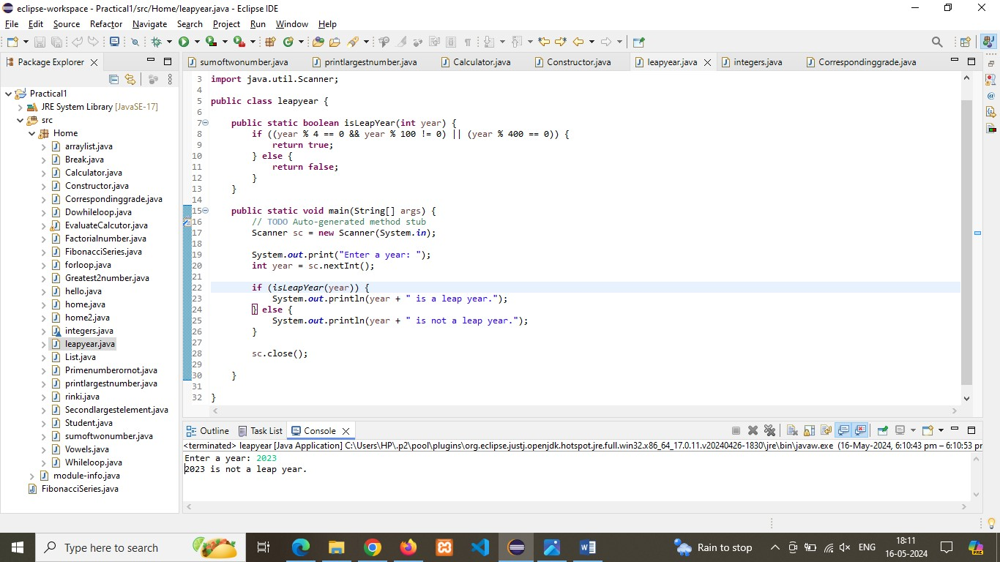 eclipse-workspace - Practical1/src/Home/leapyear.java - Eclipse IDE
File Edit Source Refactor Navigate Search Project Run Window Help
Package Explorer
sumoftwonumber.java printlargestnumber.java Calculator.java Constructor.java leapyear.java integers.java Correspondinggrade.java
Practical1
JRE System Library [JavaSE-17]
src
Home
arraylist.java
Break.java
Calculator.java
Constructor.java
Correspondinggrade.java
Dowhileloop.java
EvaluateCalcutor.java
Factorialnumber.java
FibonacciSeries.java
forloop.java
Greatest2number.java
hello.java
home.java
home2.java
integers.java
leapyear.java
List.java
Primenumberornot.java
printlargestnumber.java
rinki.java
Secondlargestelement.java
Student.java
sumoftwonumber.java
Vowels.java
Whileloop.java
module-info.java
FibonacciSeries.java
3 import java.util.Scanner;
4
5 public class leapyear {
6
7 public static boolean isLeapYear(int year) {
8 if ((year % 4 == 0 && year % 100 != 0) || (year % 400 == 0)) {
9 return true;
10 } else {
11 return false;
12 }
13 }
14
15 public static void main(String[] args) {
16 // TODO Auto-generated method stub
17 Scanner sc = new Scanner(System.in);
18
19 System.out.print("Enter a year: ");
20 int year = sc.nextInt();
21
22 if (isLeapYear(year)) {
23 System.out.println(year + " is a leap year.");
24 } else {
25 System.out.println(year + " is not a leap year.");
26 }
27
28 sc.close();
29
30 }
31
32 }
Outline Task List Console
<terminated> leapyear [Java Application] C:\Users\HP\.p2\pool\plugins\org.eclipse.justj.openjdk.hotspot.jre.full.win32.x86_64_17.0.11.v20240426-1830\jre\bin\javaw.exe (16-May-2024, 6:10:43 pm – 6:10:53 pr
Enter a year: 2023
2023 is not a leap year.
Type here to search
Rain to stop
ENG
18:11
16-05-2024